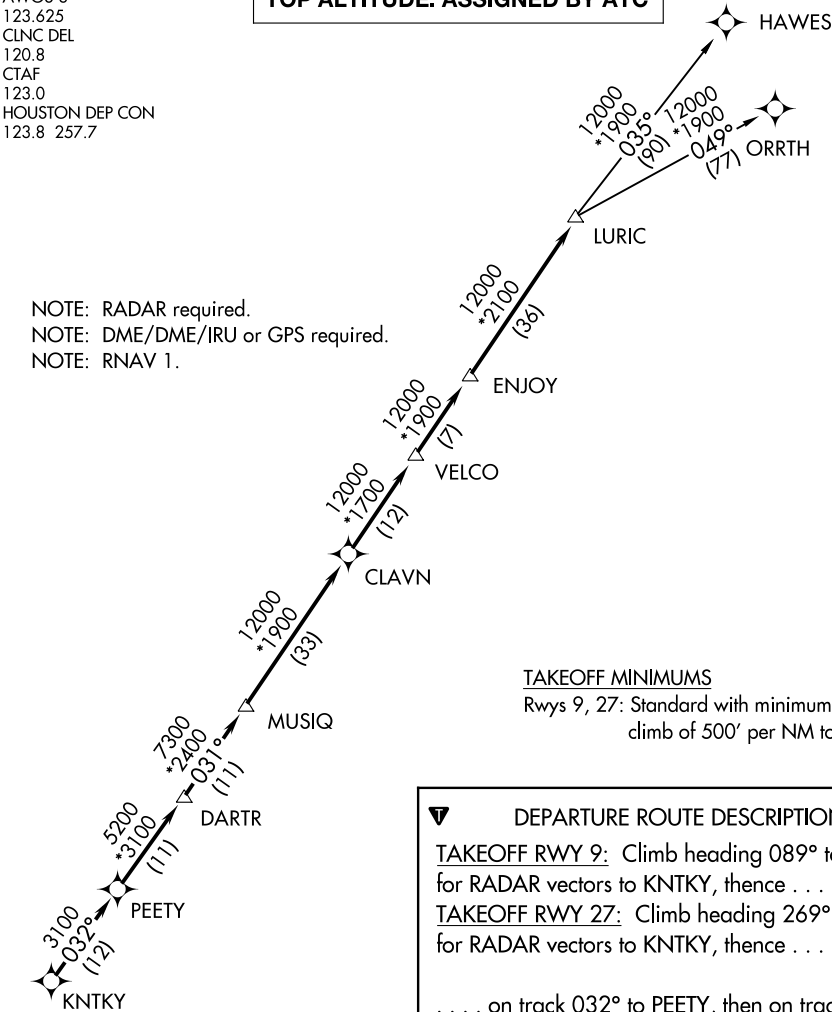 123.625
CLNC DEL
120.8
CTAF
123.0
HOUSTON DEP CON
123.8 257.7
TOP ALTITUDE: ASSIGNED BY ATC
HAWES
12000
*1900
035°
(90)
12000
*1900
049°
(77)
ORRTH
LURIC
NOTE: RADAR required.
NOTE: DME/DME/IRU or GPS required.
NOTE: RNAV 1.
12000
*2100
(36)
ENJOY
12000
*1900
(7)
VELCO
12000
*1700
(12)
CLAVN
12000
*1900
(33)
MUSIQ
7300
*2400
031°
(11)
DARTR
5200
*3100
(11)
PEETY
3100
032°
(12)
KNTKY
TAKEOFF MINIMUMS
Rwys 9, 27: Standard with minimum
climb of 500' per NM to
T DEPARTURE ROUTE DESCRIPTION
TAKEOFF RWY 9: Climb heading 089° to
for RADAR vectors to KNTKY, thence . . .
TAKEOFF RWY 27: Climb heading 269°
for RADAR vectors to KNTKY, thence . . .
. . . . on track 032° to PEETY, then on track